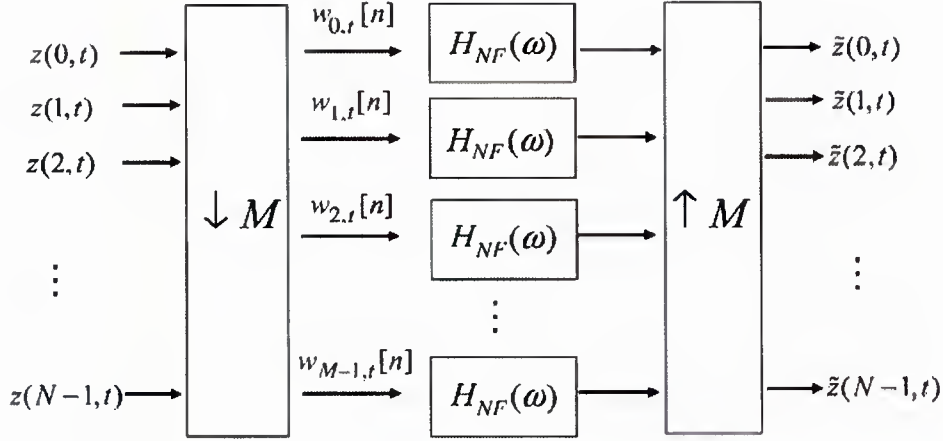 z(0,t)
z(1,t)
z(2,t)
⋮
z(N−1,t)
↓ M
w_{0,t}[n]
w_{1,t}[n]
w_{2,t}[n]
w_{M−1,t}[n]
H_{NF}(ω)
H_{NF}(ω)
H_{NF}(ω)
⋮
H_{NF}(ω)
↑ M
z̃(0,t)
z̃(1,t)
z̃(2,t)
⋮
z̃(N−1,t)